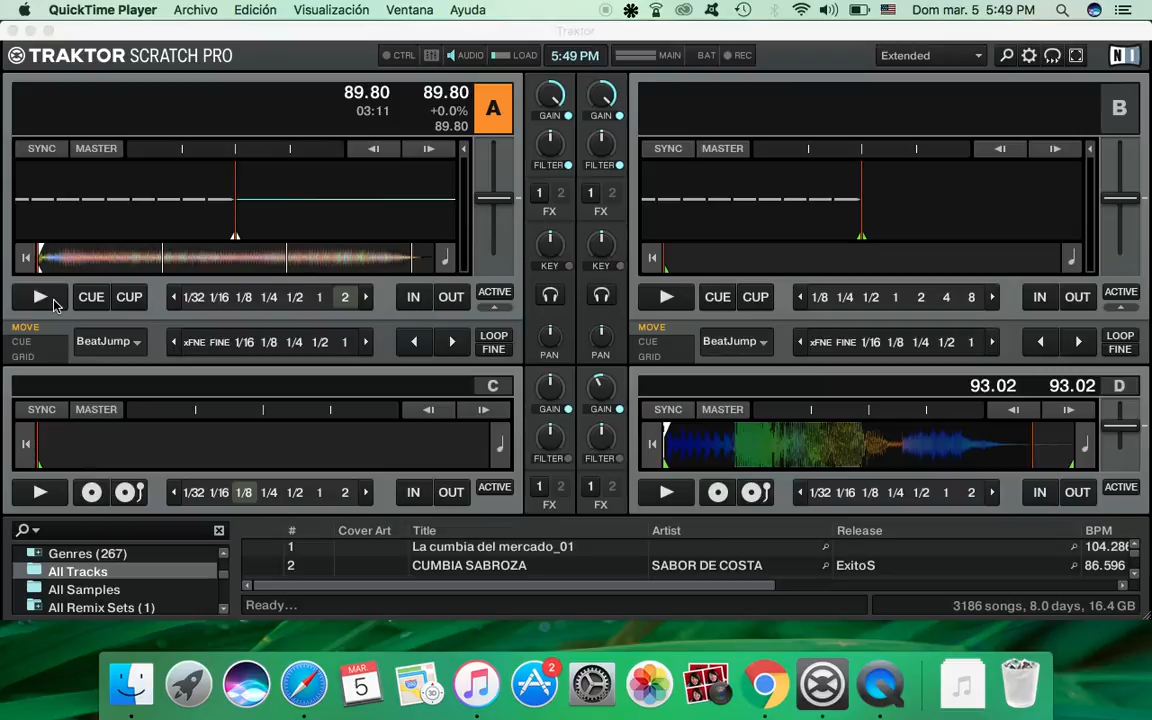 QuickTime Player Archivo Edición Visualización Ventana Ayuda Dom mar. 5 5:49 PM
Traktor
TRAKTOR SCRATCH PRO CTRL AUDIO LOAD 5:49 PM MAIN BAT REC Extended NI
89.80 89.80 A
03:11 +0.0%
89.80
GAIN GAIN
B
SYNC MASTER
FILTER FILTER
SYNC MASTER
1 2 1 2
FX FX
KEY KEY
CUE CUP 1/32 1/16 1/8 1/4 1/2 1 2 IN OUT ACTIVE
CUE CUP 1/8 1/4 1/2 1 2 4 8 IN OUT ACTIVE
MOVE
CUE
GRID
BeatJump xFNE FINE 1/16 1/8 1/4 1/2 1 LOOP
FINE
PAN PAN
MOVE
CUE
GRID
BeatJump xFNE FINE 1/16 1/8 1/4 1/2 1 LOOP
FINE
C
GAIN GAIN
93.02 93.02 D
SYNC MASTER
FILTER FILTER
SYNC MASTER
1/32 1/16 1/8 1/4 1/2 1 2 IN OUT ACTIVE
1 2 1 2
FX FX
1/32 1/16 1/8 1/4 1/2 1 2 IN OUT ACTIVE
# Cover Art Title Artist Release BPM
Genres (267)
All Tracks
All Samples
All Remix Sets (1)
1 La cumbia del mercado_01 104.286
2 CUMBIA SABROZA SABOR DE COSTA ExitoS 86.596
Ready... 3186 songs, 8.0 days, 16.4 GB
MAR.
5
2